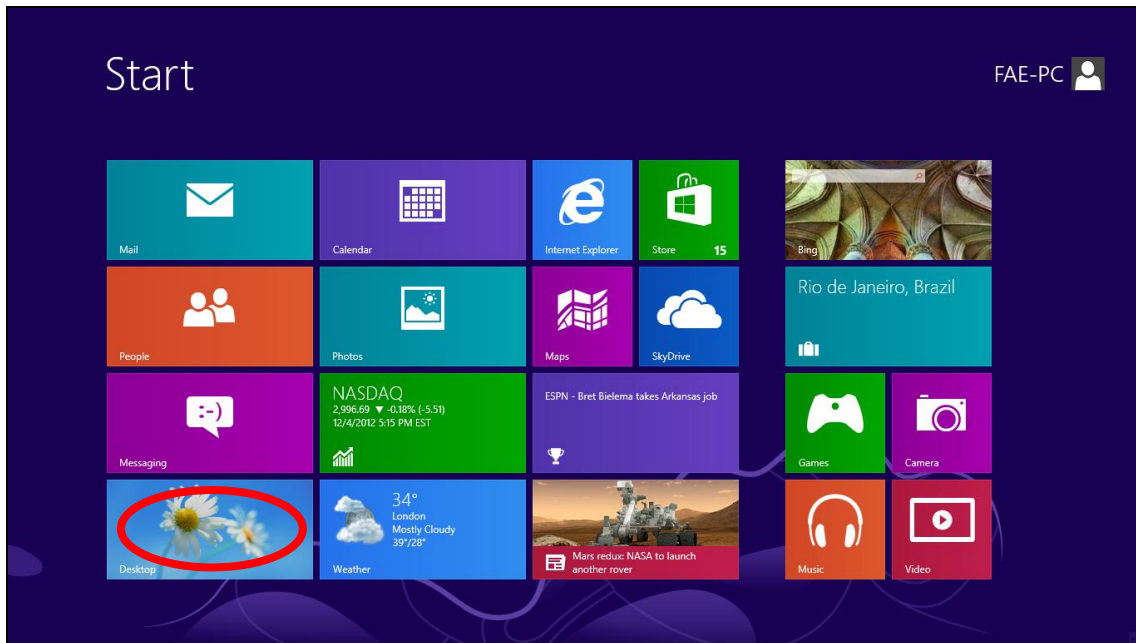 Start
FAE-PC
Mail
Calendar
Internet Explorer
Store
15
Bing
People
Photos
Maps
SkyDrive
Rio de Janeiro, Brazil
Messaging
NASDAQ
2,996.69 ▼ -0.18% (-5.51)
12/4/2012 5:15 PM EST
ESPN - Bret Bielema takes Arkansas job
Games
Camera
Desktop
34°
London
Mostly Cloudy
39°/28°
Weather
Mars redux: NASA to launch
another rover
Music
Video